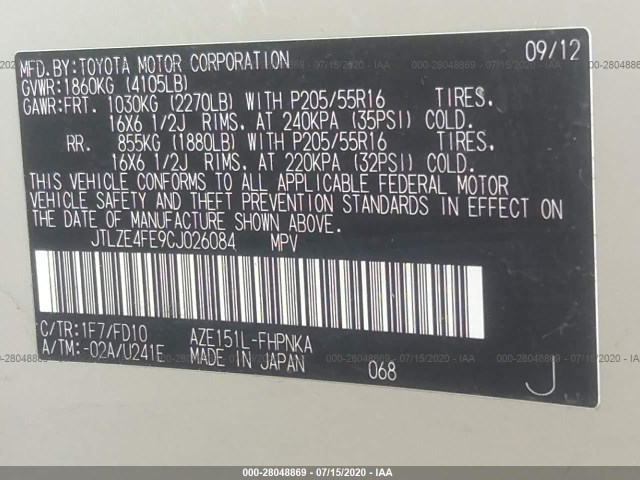 MFD.BY:TOYOTA MOTOR CORPORATION 09/12
GVWR:1860KG (4105LB)
GAWR:FRT. 1030KG (2270LB) WITH P205/55R16 TIRES.
16X6 1/2J RIMS. AT 240KPA (35PSI) COLD.
RR. 855KG (1880LB) WITH P205/55R16 TIRES.
16X6 1/2J RIMS. AT 220KPA (32PSI) COLD.
THIS VEHICLE CONFORMS TO ALL APPLICABLE FEDERAL MOTOR
VEHICLE SAFETY AND THEFT PREVENTION STANDARDS IN EFFECT ON
THE DATE OF MANUFACTURE SHOWN ABOVE.
JTLZE4FE9CJ026084 MPV
C/TR:1F7/FD10 AZE151L-FHPNKA
A/TM:-02A/U241E MADE IN JAPAN 068 J
000-28048869 - 07/15/2020 - IAA